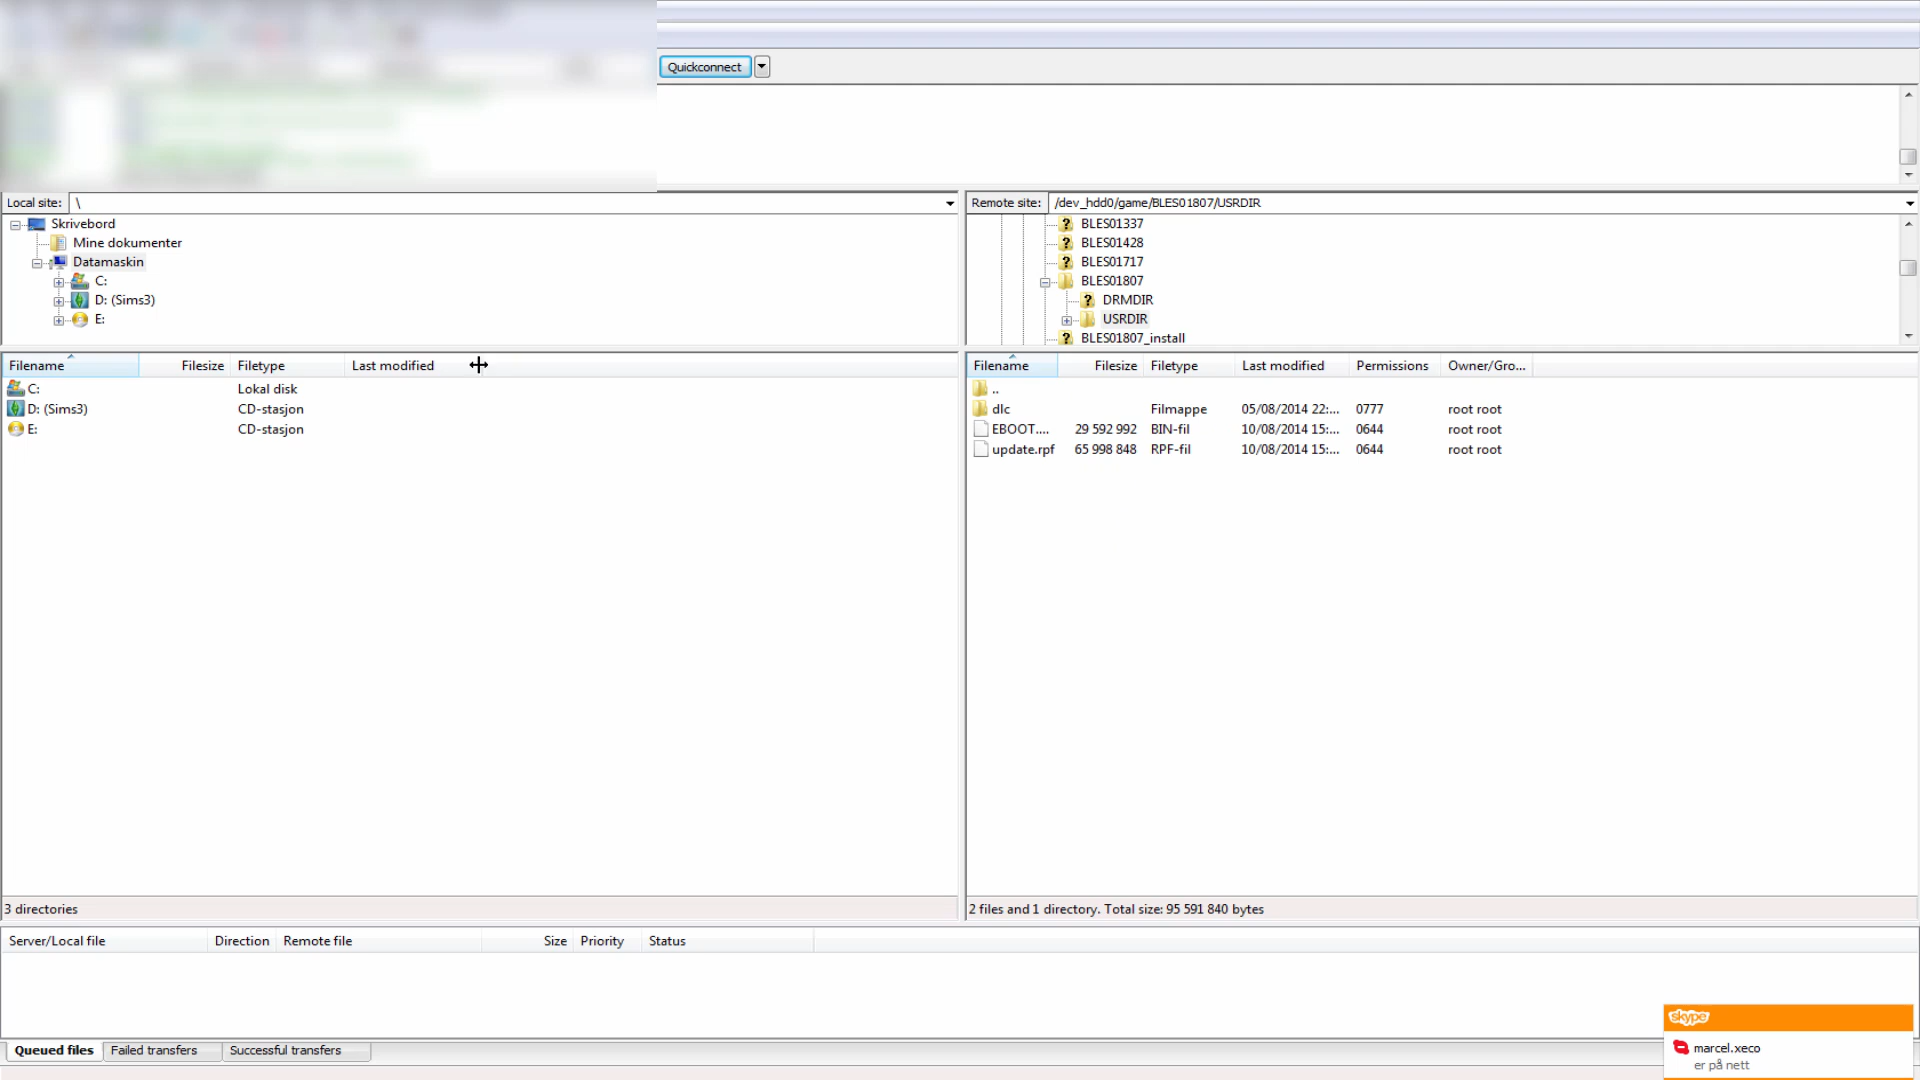 Quickconnect
Local site: \
Skrivebord
Mine dokumenter
Datamaskin
C:
D: (Sims3)
E:
Remote site: /dev_hdd0/game/BLES01807/USRDIR
BLES01337
BLES01428
BLES01717
BLES01807
DRMDIR
USRDIR
BLES01807_install
Filename Filesize Filetype Last modified
C: Lokal disk
D: (Sims3) CD-stasjon
E: CD-stasjon
3 directories
Filename Filesize Filetype Last modified Permissions Owner/Gro...
..
dlc Filmappe 05/08/2014 22:... 0777 root root
EBOOT.... 29 592 992 BIN-fil 10/08/2014 15:... 0644 root root
update.rpf 65 998 848 RPF-fil 10/08/2014 15:... 0644 root root
2 files and 1 directory. Total size: 95 591 840 bytes
Server/Local file Direction Remote file Size Priority Status
Queued files Failed transfers Successful transfers
skype
marcel.xeco
er på nett